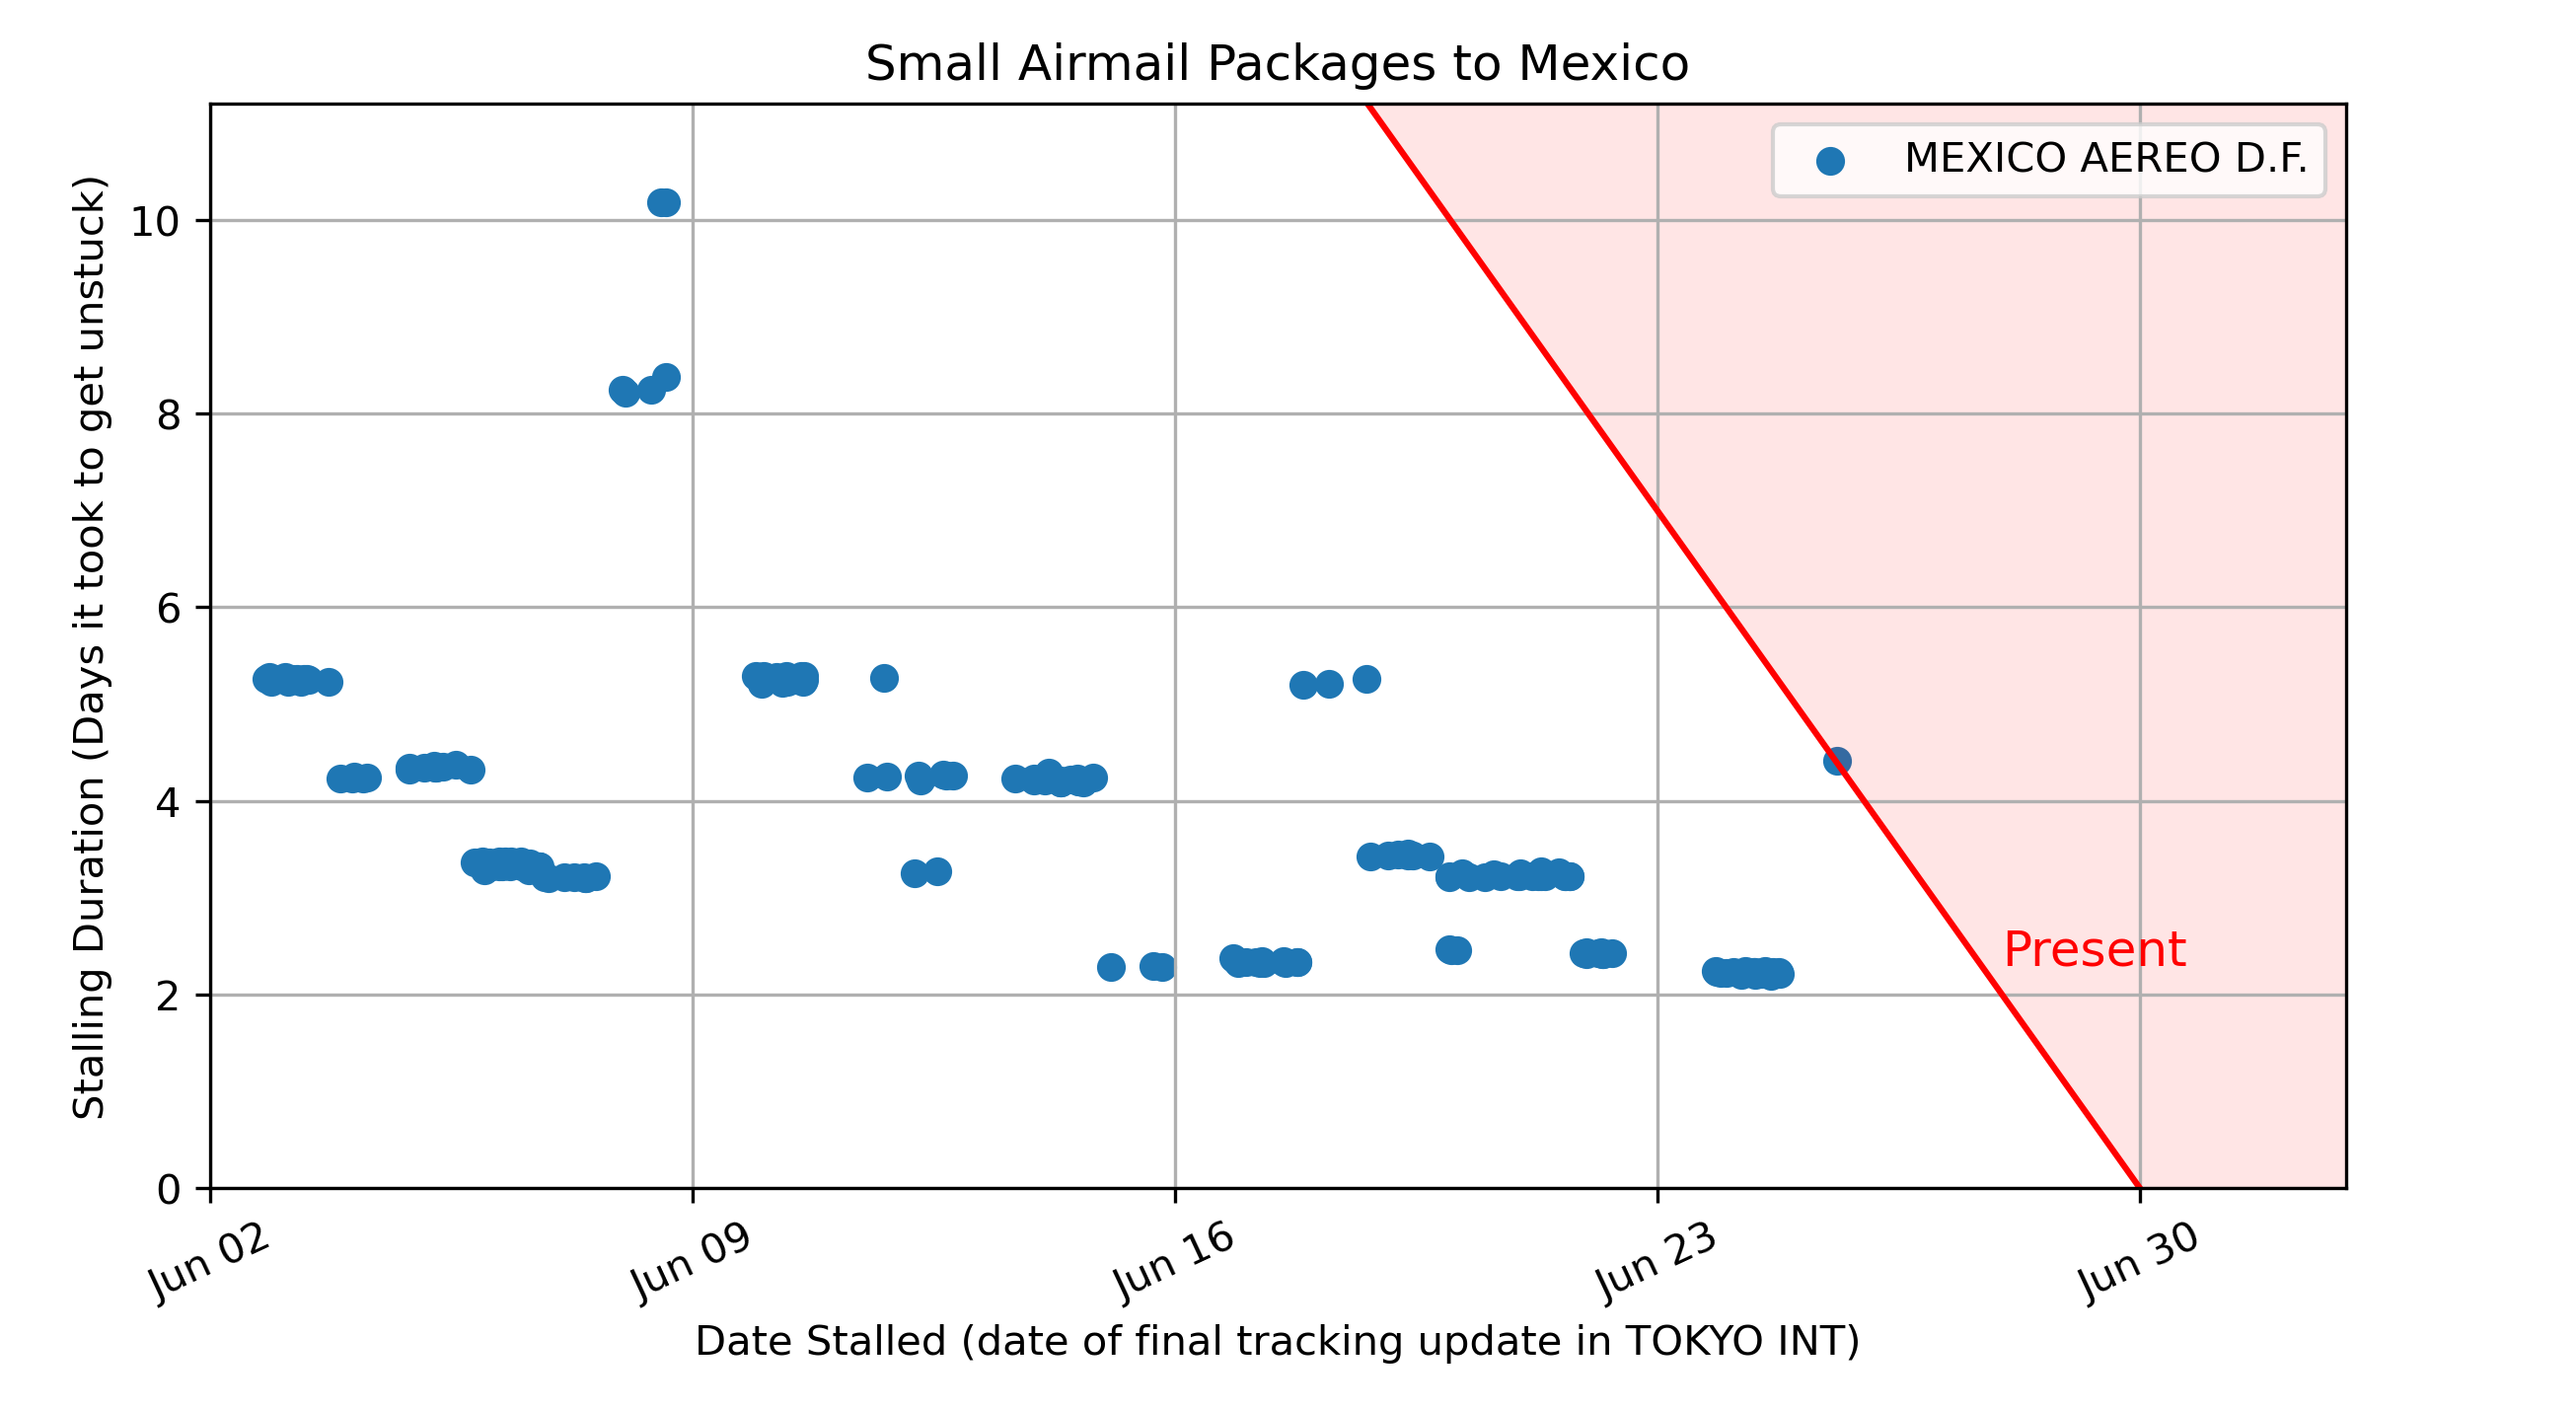 Small Airmail Packages to Mexico
MEXICO AEREO D.F.
Stalling Duration (Days it took to get unstuck)
10
8
6
4
2
0
Present
Jun 02
Jun 09
Jun 16
Jun 23
Jun 30
Date Stalled (date of final tracking update in TOKYO INT)